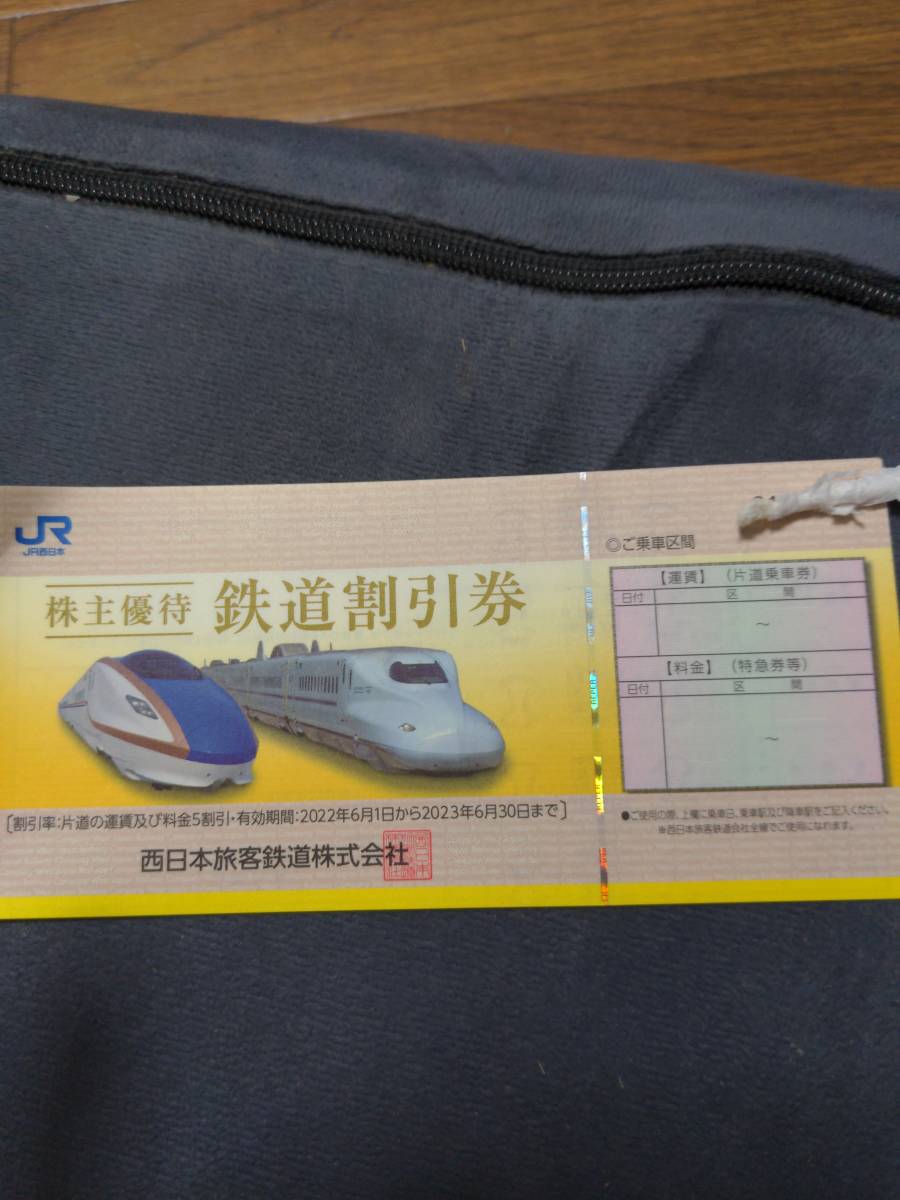 JR
JR西日本
株主優待 鉄道割引券
〔割引率:片道の運賃及び料金5割引・有効期間:2022年6月1日から2023年6月30日まで〕
西日本旅客鉄道株式会社
◎ご乗車区間
【運賃】（片道乗車券）
日付 区 間
～
【料金】（特急券等）
日付 区 間
～
●ご使用の際、上欄に乗車日、乗車駅及び降車駅をご記入ください。
※西日本旅客鉄道会社全線でご使用になれます。